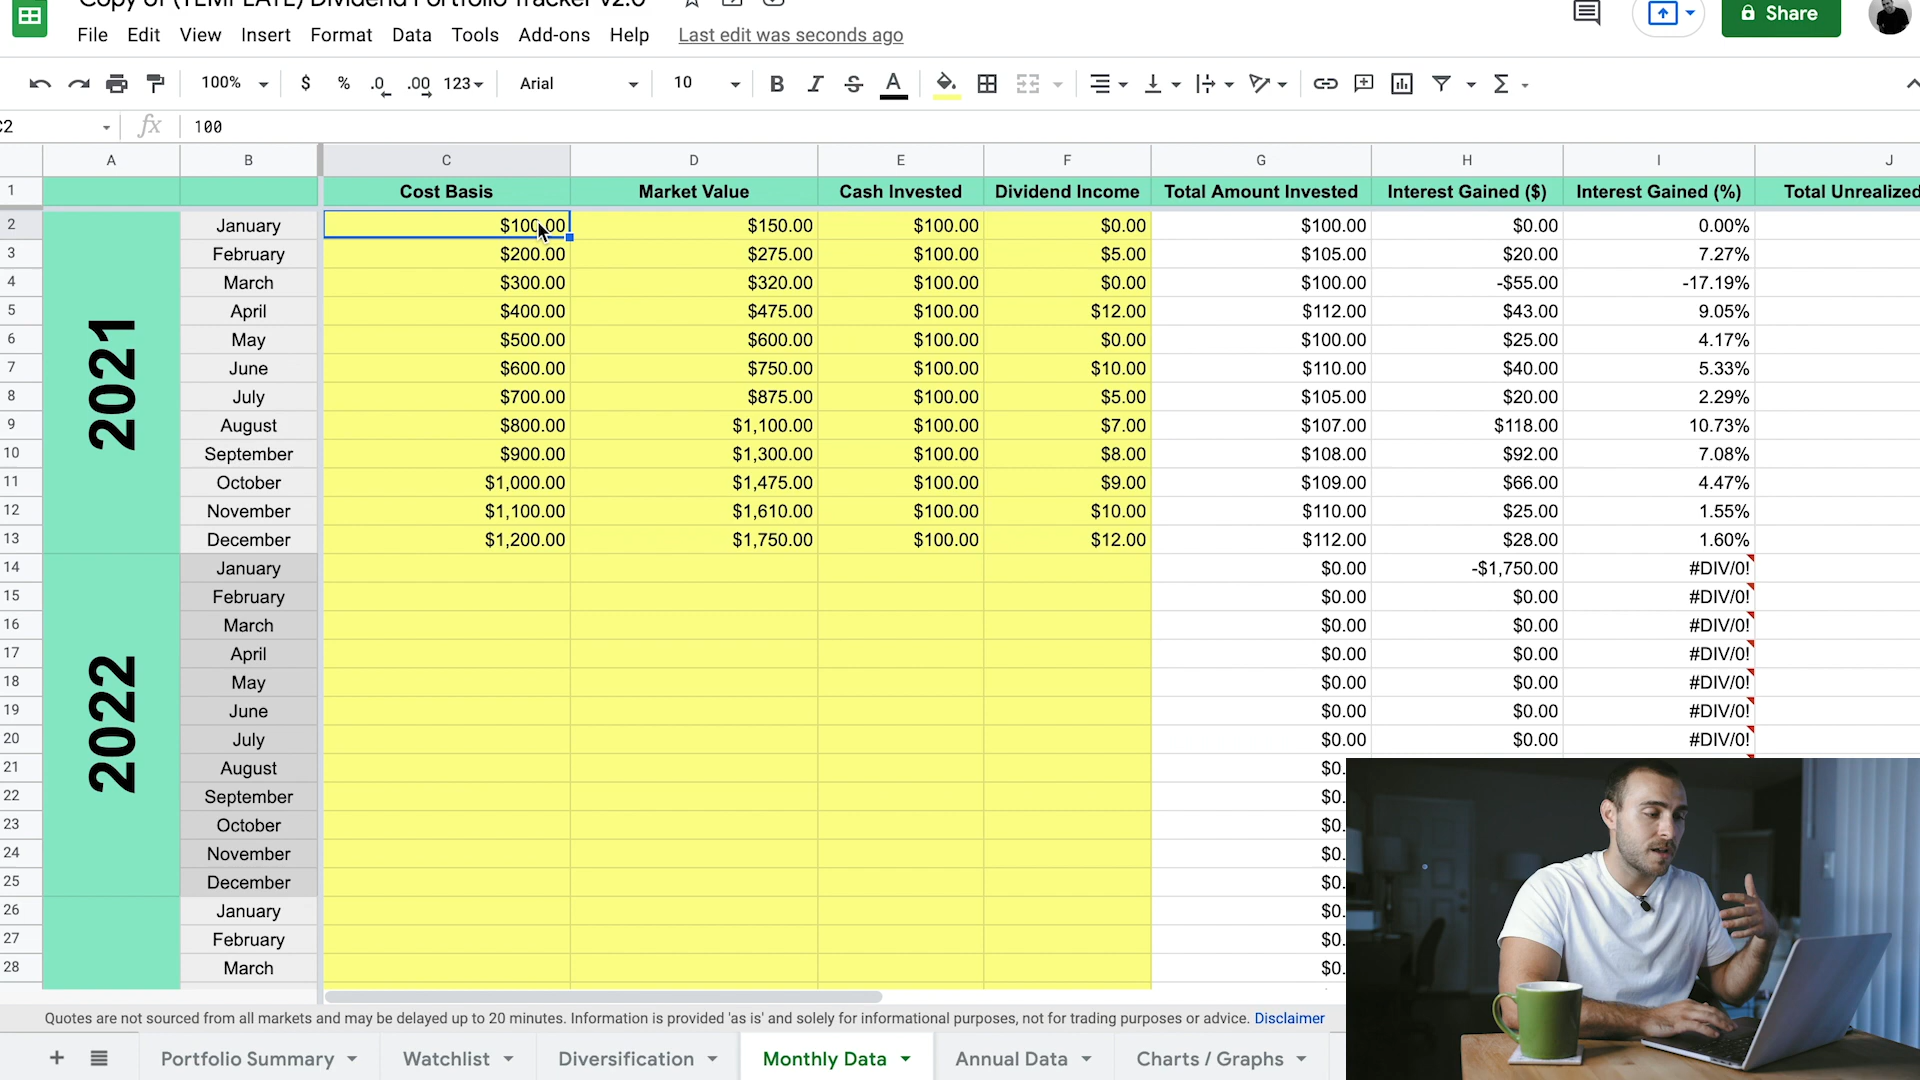 Copy of (TEMPLATE) Dividend Portfolio Tracker v2.0
File Edit View Insert Format Data Tools Add-ons Help Last edit was seconds ago
Share
100% $ % .0 .00 123 Arial 10 B I S A
C2 fx 100
A B C D E F G H I J
1 Cost Basis Market Value Cash Invested Dividend Income Total Amount Invested Interest Gained ($) Interest Gained (%) Total Unrealized
2021
2 January $100.00 $150.00 $100.00 $0.00 $100.00 $0.00 0.00%
3 February $200.00 $275.00 $100.00 $5.00 $105.00 $20.00 7.27%
4 March $300.00 $320.00 $100.00 $0.00 $100.00 -$55.00 -17.19%
5 April $400.00 $475.00 $100.00 $12.00 $112.00 $43.00 9.05%
6 May $500.00 $600.00 $100.00 $0.00 $100.00 $25.00 4.17%
7 June $600.00 $750.00 $100.00 $10.00 $110.00 $40.00 5.33%
8 July $700.00 $875.00 $100.00 $5.00 $105.00 $20.00 2.29%
9 August $800.00 $1,100.00 $100.00 $7.00 $107.00 $118.00 10.73%
10 September $900.00 $1,300.00 $100.00 $8.00 $108.00 $92.00 7.08%
11 October $1,000.00 $1,475.00 $100.00 $9.00 $109.00 $66.00 4.47%
12 November $1,100.00 $1,610.00 $100.00 $10.00 $110.00 $25.00 1.55%
13 December $1,200.00 $1,750.00 $100.00 $12.00 $112.00 $28.00 1.60%
2022
14 January $0.00 -$1,750.00 #DIV/0!
15 February $0.00 $0.00 #DIV/0!
16 March $0.00 $0.00 #DIV/0!
17 April $0.00 $0.00 #DIV/0!
18 May $0.00 $0.00 #DIV/0!
19 June $0.00 $0.00 #DIV/0!
20 July $0.00 $0.00 #DIV/0!
21 August $0.
22 September $0.
23 October $0.
24 November $0.
25 December $0.
26 January $0.
27 February $0.
28 March $0.
Quotes are not sourced from all markets and may be delayed up to 20 minutes. Information is provided 'as is' and solely for informational purposes, not for trading purposes or advice. Disclaimer
Portfolio Summary Watchlist Diversification Monthly Data Annual Data Charts / Graphs